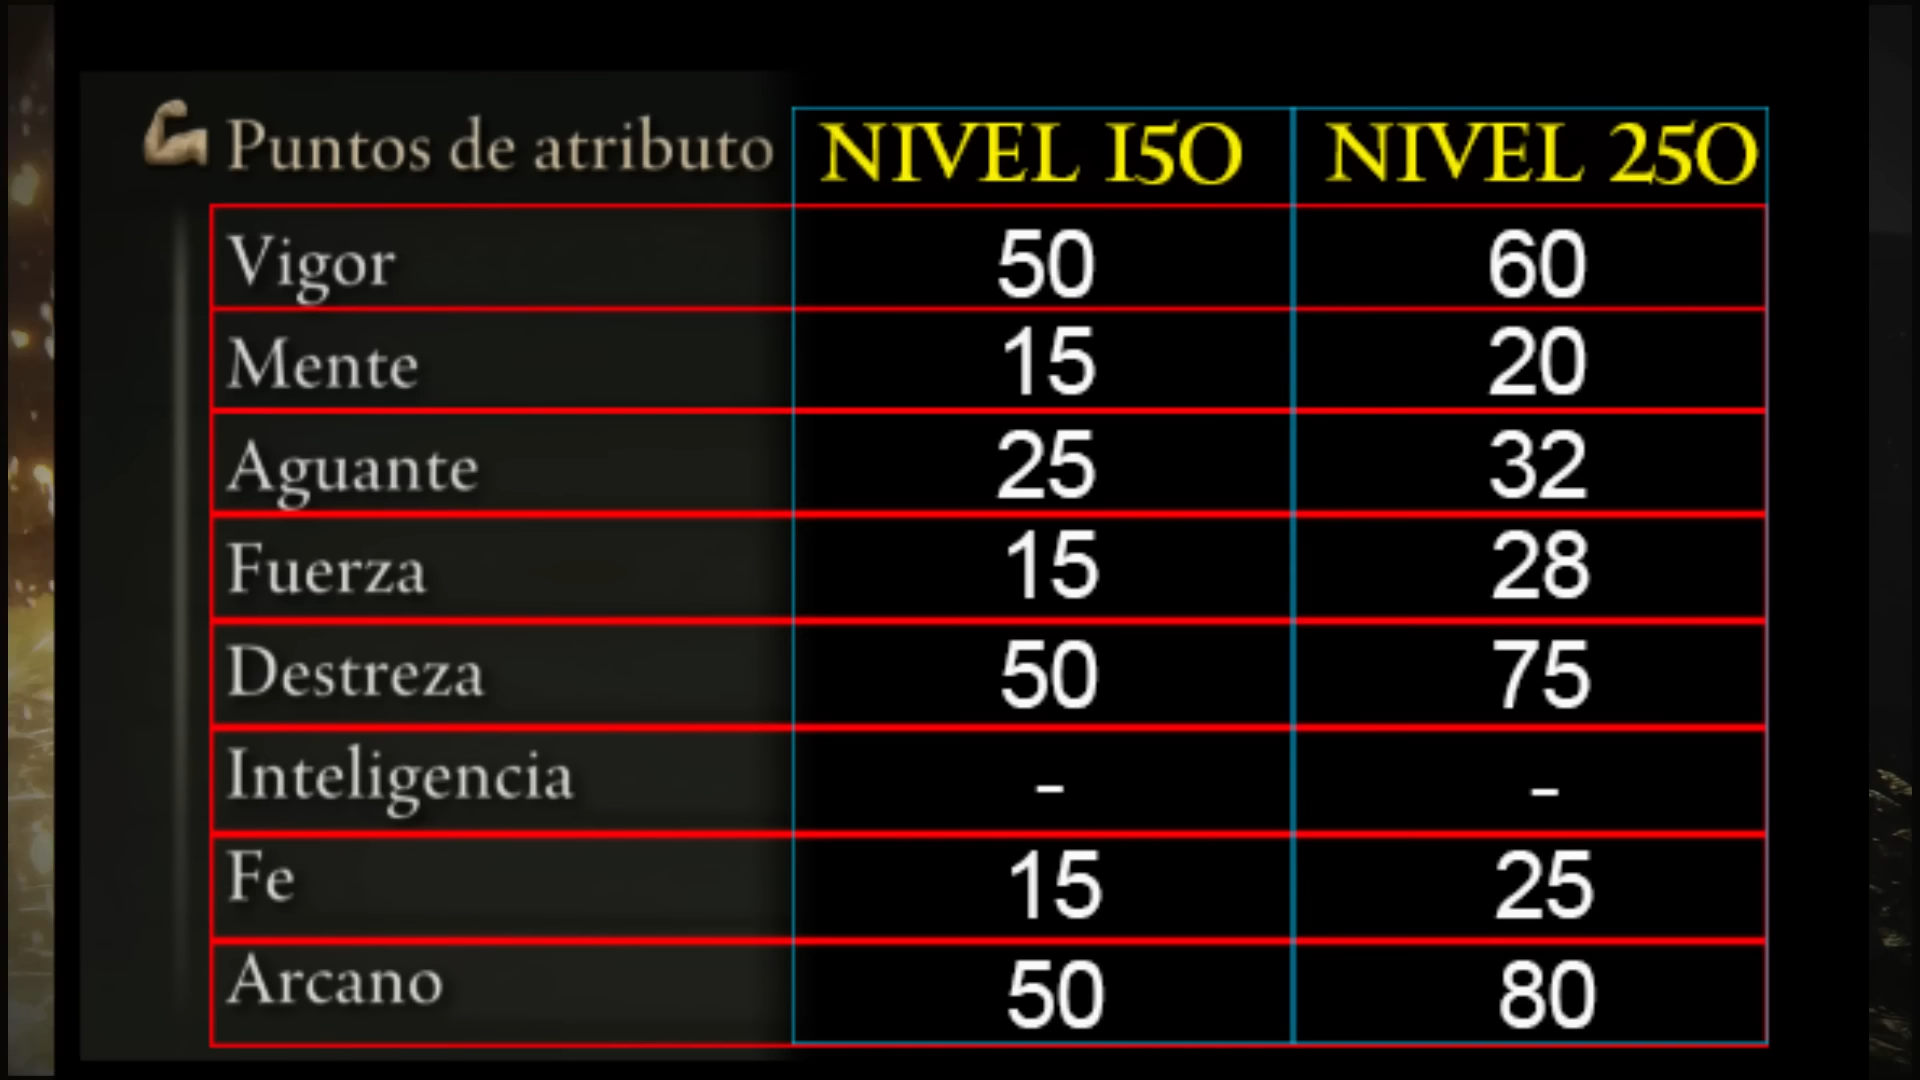 Puntos de atributo NIVEL 150 NIVEL 250
Vigor 50 60
Mente 15 20
Aguante 25 32
Fuerza 15 28
Destreza 50 75
Inteligencia - -
Fe 15 25
Arcano 50 80